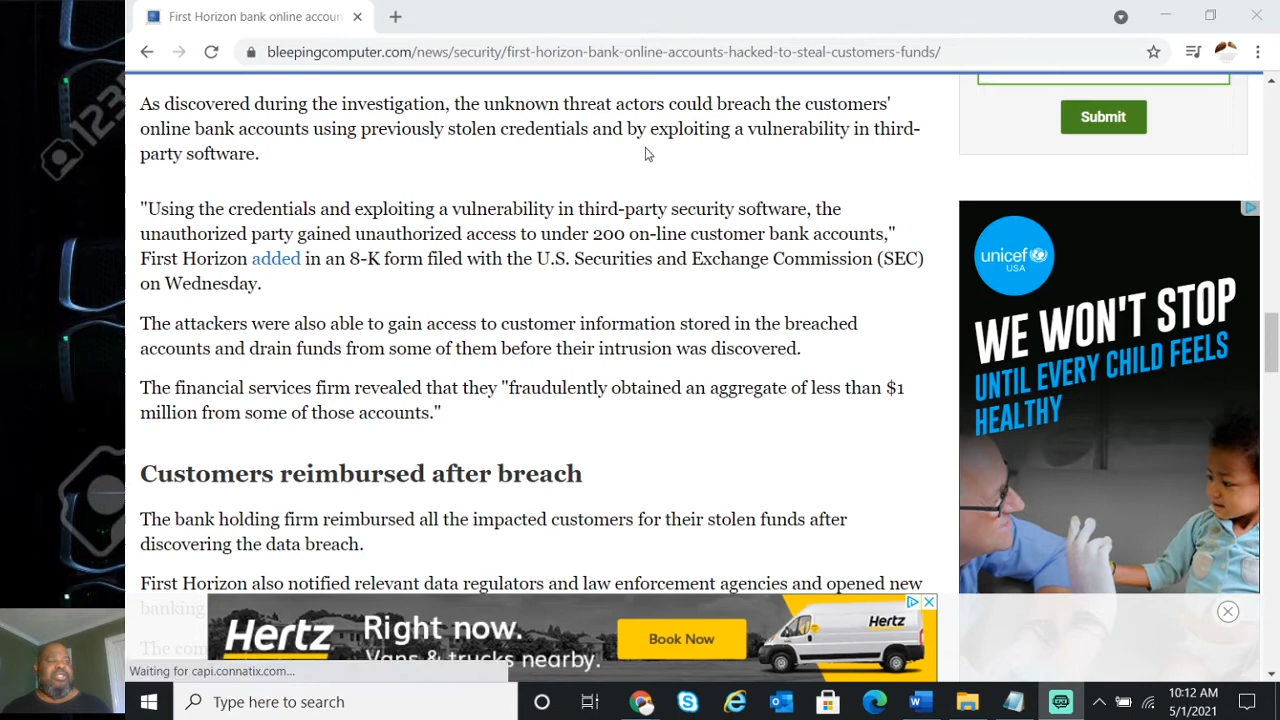 First Horizon bank online accoun
bleepingcomputer.com/news/security/first-horizon-bank-online-accounts-hacked-to-steal-customers-funds/
As discovered during the investigation, the unknown threat actors could breach the customers'
online bank accounts using previously stolen credentials and by exploiting a vulnerability in third-
party software.
"Using the credentials and exploiting a vulnerability in third-party security software, the
unauthorized party gained unauthorized access to under 200 on-line customer bank accounts,"
First Horizon added in an 8-K form filed with the U.S. Securities and Exchange Commission (SEC)
on Wednesday.
The attackers were also able to gain access to customer information stored in the breached
accounts and drain funds from some of them before their intrusion was discovered.
The financial services firm revealed that they "fraudulently obtained an aggregate of less than $1
million from some of those accounts."
Customers reimbursed after breach
The bank holding firm reimbursed all the impacted customers for their stolen funds after
discovering the data breach.
First Horizon also notified relevant data regulators and law enforcement agencies and opened new
banking
The com
Submit
unicef
USA
WE WON'T STOP
UNTIL EVERY CHILD FEELS
HEALTHY
Hertz
Right now.
Vans & trucks nearby.
Book Now
Hertz
Waiting for capi.connatix.com...
Type here to search
10:12 AM
5/1/2021
123